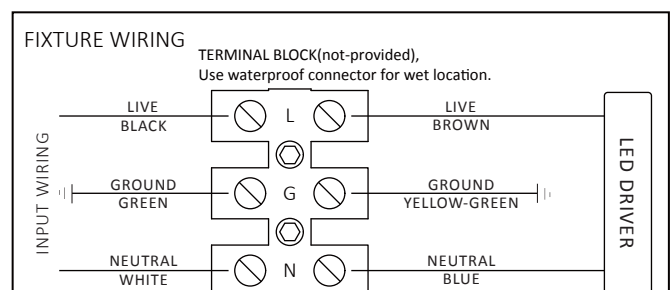 FIXTURE WIRING
TERMINAL BLOCK(not-provided),
Use waterproof connector for wet location.
LIVE
BLACK
L
LIVE
BROWN
GROUND
GREEN
G
GROUND
YELLOW-GREEN
NEUTRAL
WHITE
N
NEUTRAL
BLUE
INPUT WIRING
LED DRIVER